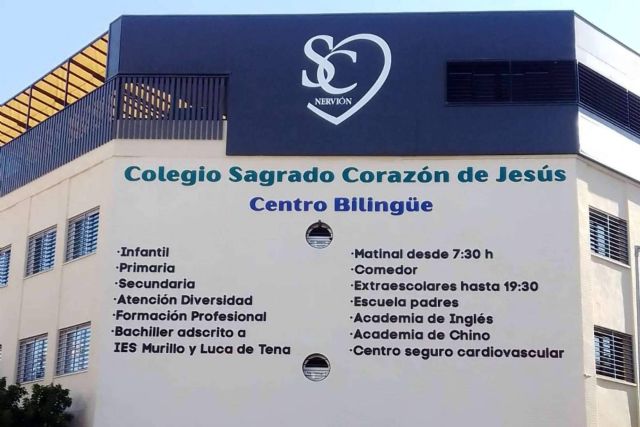 SC
NERVIÓN
Colegio Sagrado Corazón de Jesús
Centro Bilingüe
·Infantil
·Primaria
·Secundaria
·Atención Diversidad
·Formación Profesional
·Bachiller adscrito a
IES Murillo y Luca de Tena
·Matinal desde 7:30 h
·Comedor
·Extraescolares hasta 19:30
·Escuela padres
·Academia de Inglés
·Academia de Chino
·Centro seguro cardiovascular